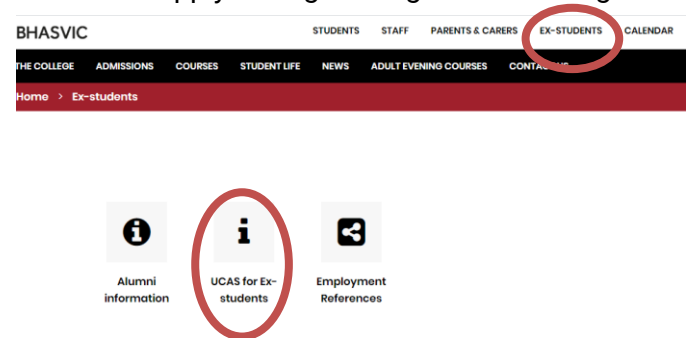 BHASVIC STUDENTS STAFF PARENTS & CARERS EX-STUDENTS CALENDAR
THE COLLEGE ADMISSIONS COURSES STUDENT LIFE NEWS ADULT EVENING COURSES
Home > Ex-students
Alumni information
UCAS for Ex-students
Employment References